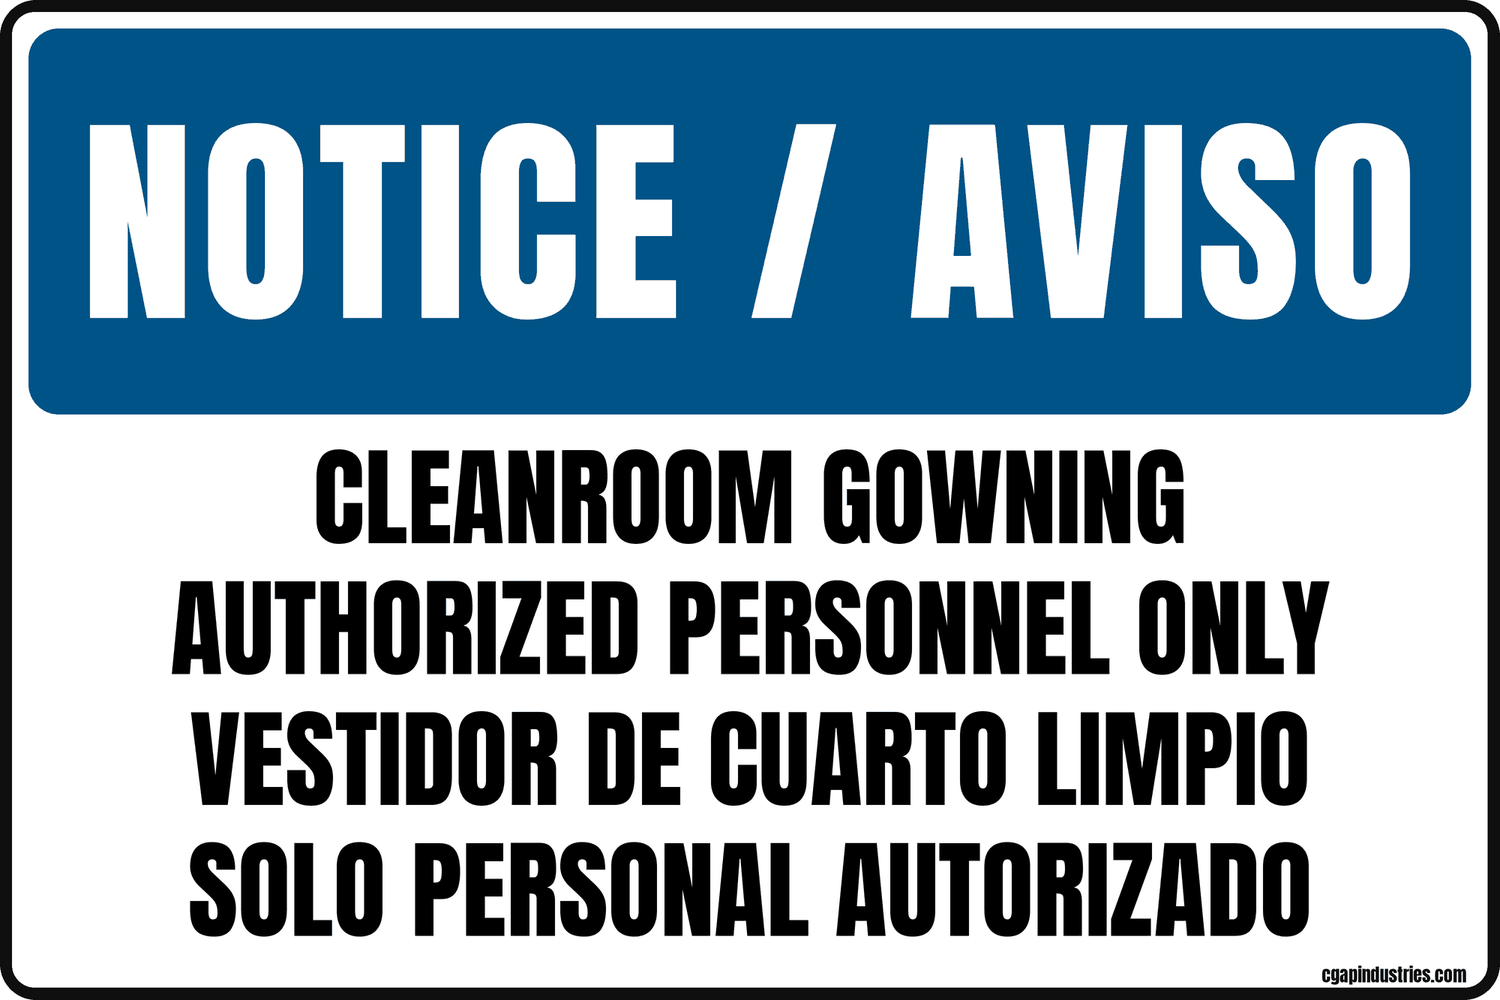 NOTICE / AVISO
CLEANROOM GOWNING
AUTHORIZED PERSONNEL ONLY
VESTIDOR DE CUARTO LIMPIO
SOLO PERSONAL AUTORIZADO
cgapindustries.com